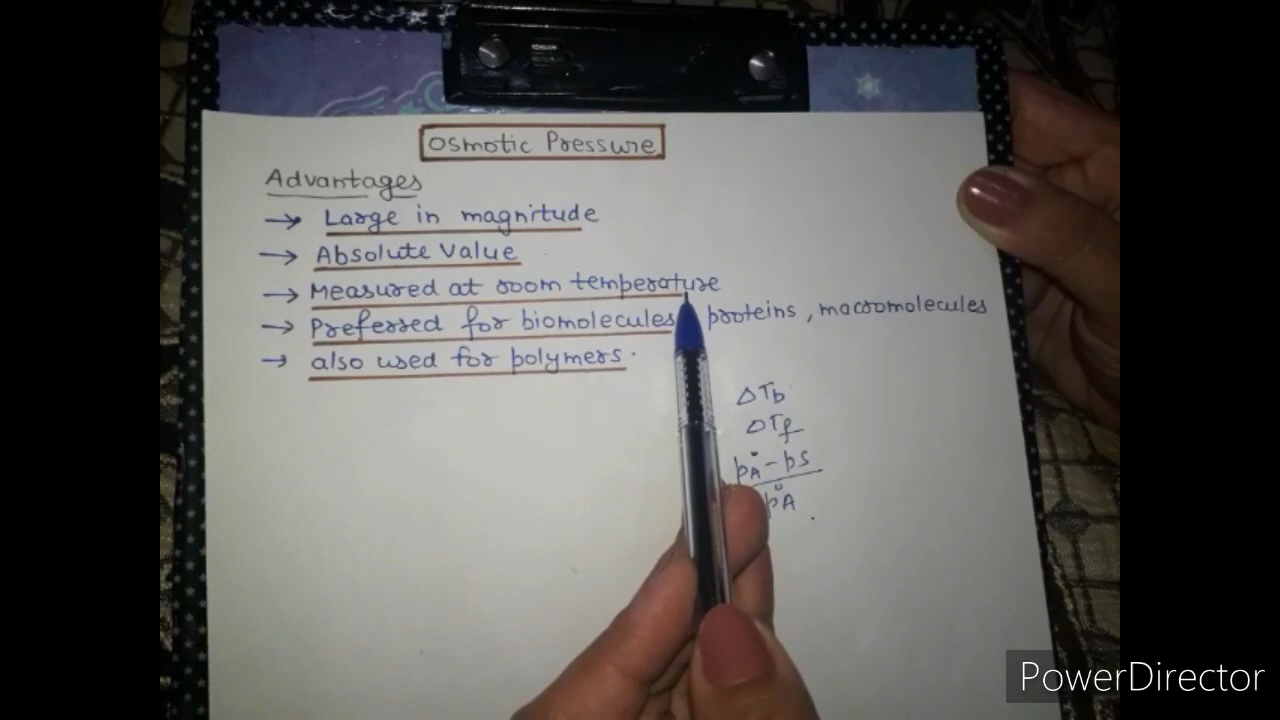 Osmotic Pressure
Advantages
→ Large in magnitude
→ Absolute Value
→ Measured at room temperature
→ Preferred for biomolecules proteins, macromolecules
→ also used for polymers.
ΔTb
ΔTf
p°A - ps
p°A
PowerDirector